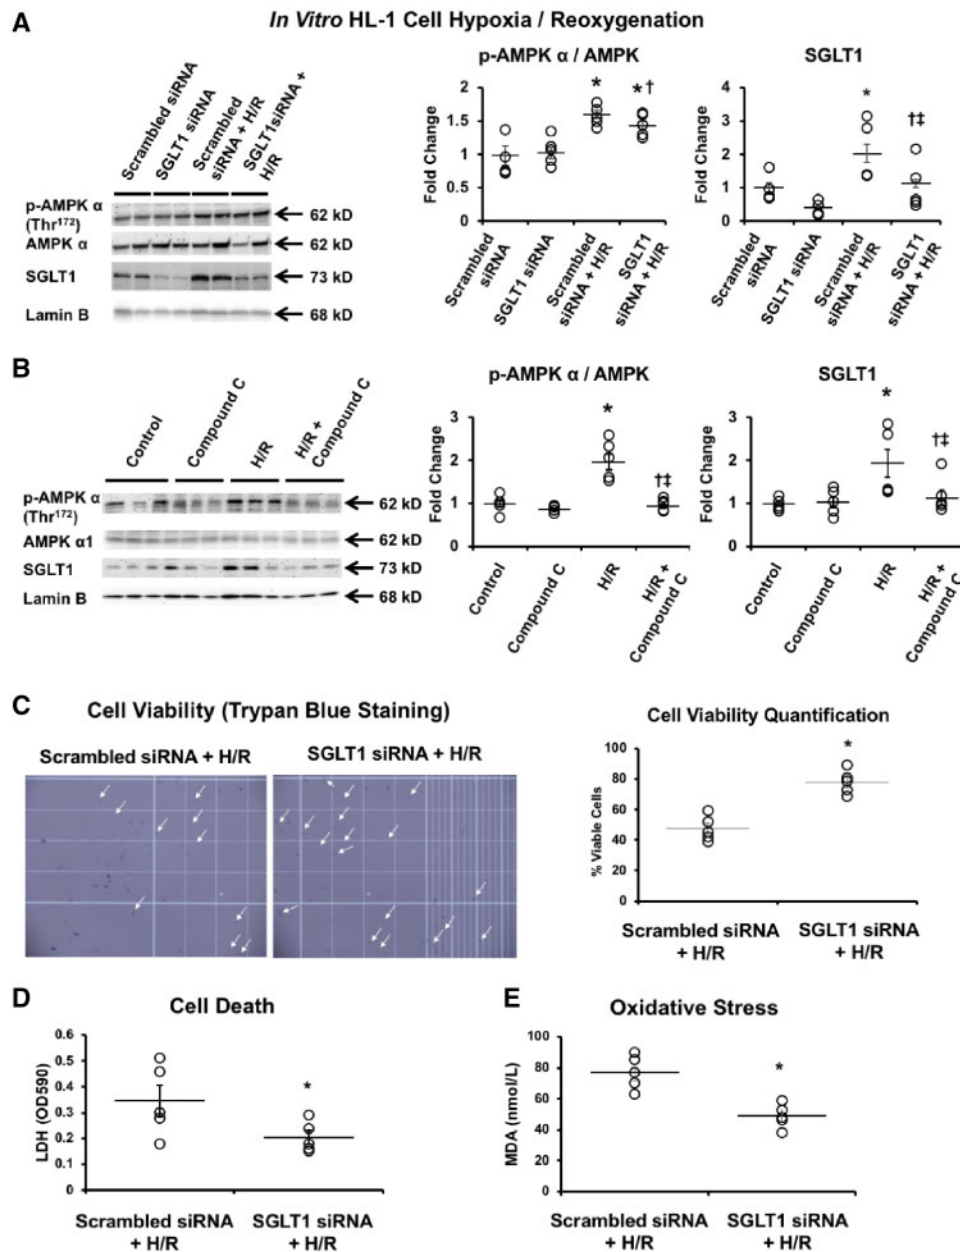 A
In Vitro HL-1 Cell Hypoxia / Reoxygenation
Scrambled siRNA
SGLT1 siRNA
Scrambled
siRNA + H/R
SGLT1siRNA +
H/R
p-AMPK α
(Thr¹⁷²)
62 kD
AMPK α
62 kD
SGLT1
73 kD
Lamin B
68 kD
p-AMPK α / AMPK
Fold Change
2
1.5
1
0.5
0
*
*†
Scrambled
siRNA
SGLT1 siRNA
Scrambled
siRNA + H/R
SGLT1
siRNA + H/R
SGLT1
Fold Change
4
3
2
1
0
*
†‡
Scrambled
siRNA
SGLT1 siRNA
Scrambled
siRNA + H/R
SGLT1
siRNA + H/R
B
Control
Compound C
H/R
H/R +
Compound C
p-AMPK α
(Thr¹⁷²)
62 kD
AMPK α1
62 kD
SGLT1
73 kD
Lamin B
68 kD
p-AMPK α / AMPK
Fold Change
3
2
1
0
*
†‡
Control
Compound C
H/R
H/R +
Compound C
SGLT1
Fold Change
3
2
1
0
*
†‡
Control
Compound C
H/R
H/R +
Compound C
C
Cell Viability (Trypan Blue Staining)
Scrambled siRNA + H/R
SGLT1 siRNA + H/R
Cell Viability Quantification
% Viable Cells
100
80
60
40
20
0
*
Scrambled siRNA
+ H/R
SGLT1 siRNA
+ H/R
D
Cell Death
LDH (OD590)
0.6
0.5
0.4
0.3
0.2
0.1
0
*
Scrambled siRNA
+ H/R
SGLT1 siRNA
+ H/R
E
Oxidative Stress
MDA (nmol/L)
100
80
60
40
20
0
*
Scrambled siRNA
+ H/R
SGLT1 siRNA
+ H/R